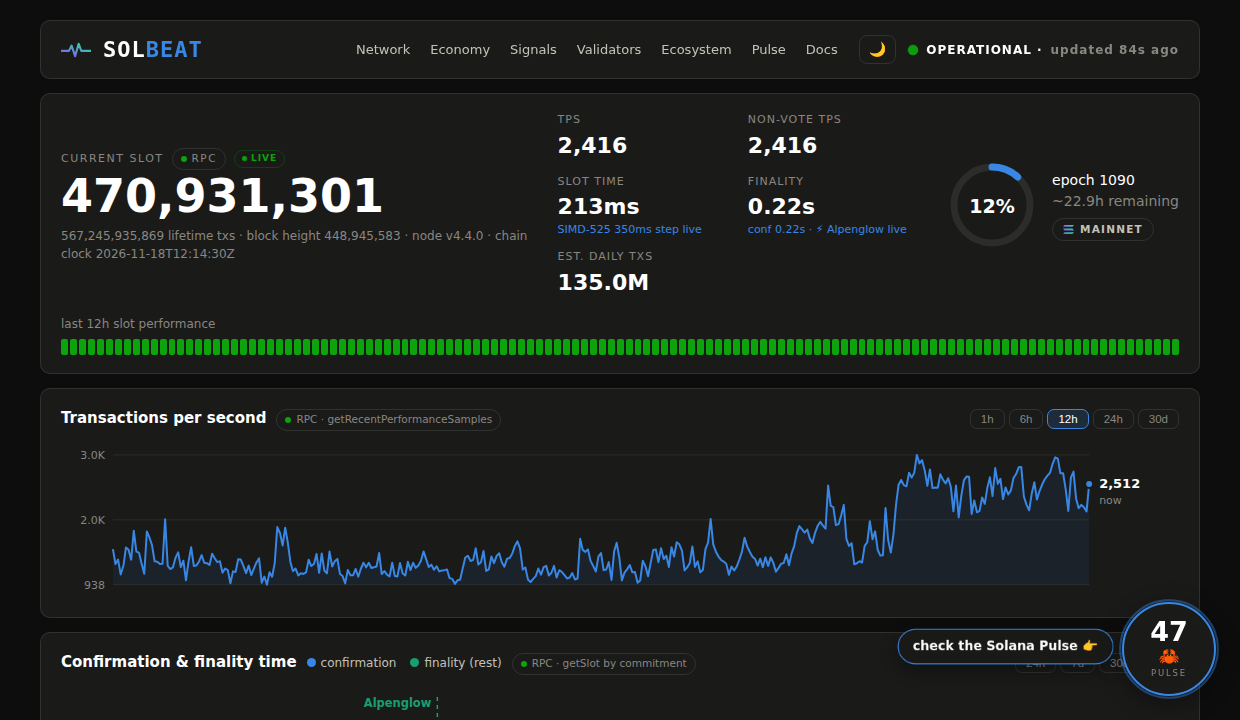 SOLBEAT
Network Economy Signals Validators Ecosystem Pulse Docs
OPERATIONAL · updated 84s ago
CURRENT SLOT RPC LIVE
470,931,301
567,245,935,869 lifetime txs · block height 448,945,583 · node v4.4.0 · chain
clock 2026-11-18T12:14:30Z
TPS
2,416
NON-VOTE TPS
2,416
SLOT TIME
213ms
SIMD-525 350ms step live
FINALITY
0.22s
conf 0.22s · ⚡ Alpenglow live
EST. DAILY TXS
135.0M
12%
epoch 1090
~22.9h remaining
MAINNET
last 12h slot performance
Transactions per second RPC · getRecentPerformanceSamples
1h 6h 12h 24h 30d
3.0K
2.0K
938
2,512
now
Confirmation & finality time confirmation finality (rest) RPC · getSlot by commitment
Alpenglow
check the Solana Pulse 👉
47
🦀
PULSE